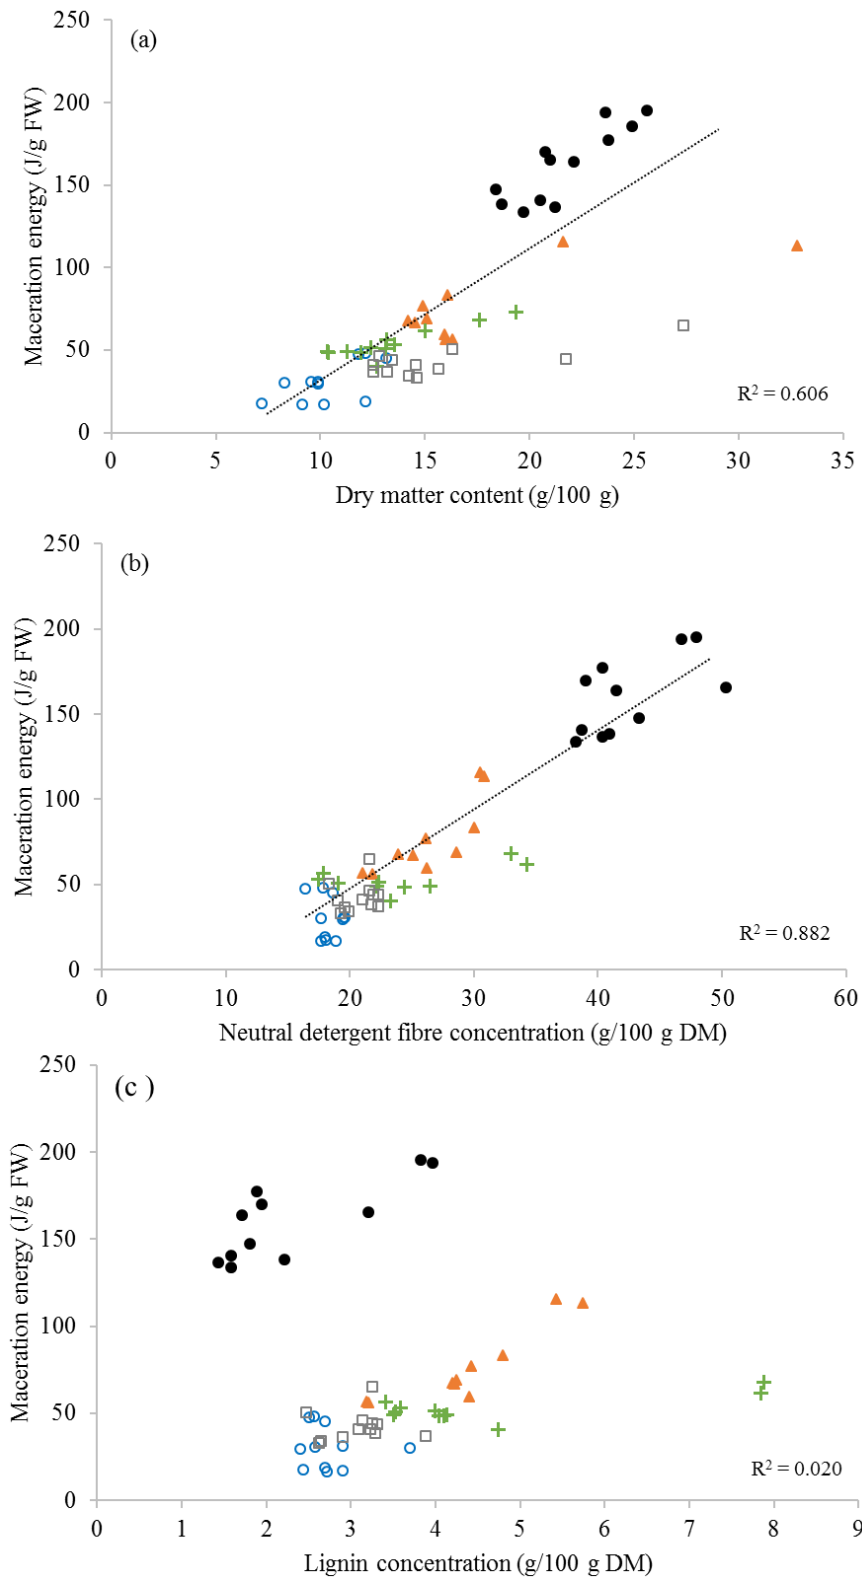 (a)
Maceration energy (J/g FW)
250
200
150
100
50
0
R² = 0.606
0 5 10 15 20 25 30 35
Dry matter content (g/100 g)
(b)
Maceration energy (J/g FW)
250
200
150
100
50
0
R² = 0.882
0 10 20 30 40 50 60
Neutral detergent fibre concentration (g/100 g DM)
(c )
Maceration energy (J/g FW)
250
200
150
100
50
0
R² = 0.020
0 1 2 3 4 5 6 7 8 9
Lignin concentration (g/100 g DM)